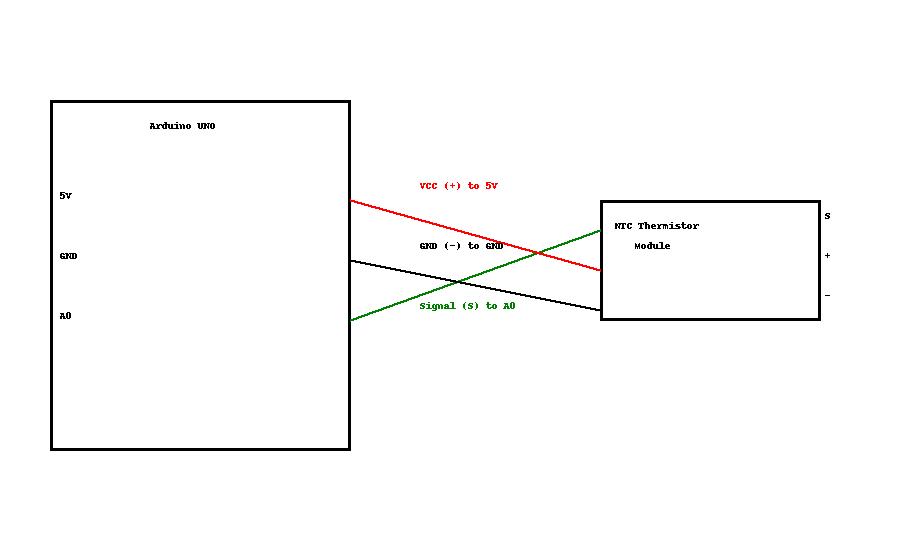 Arduino UNO
5V
GND
A0
VCC (+) to 5V
GND (-) to GND
Signal (S) to A0
NTC Thermistor
Module
S
+
-